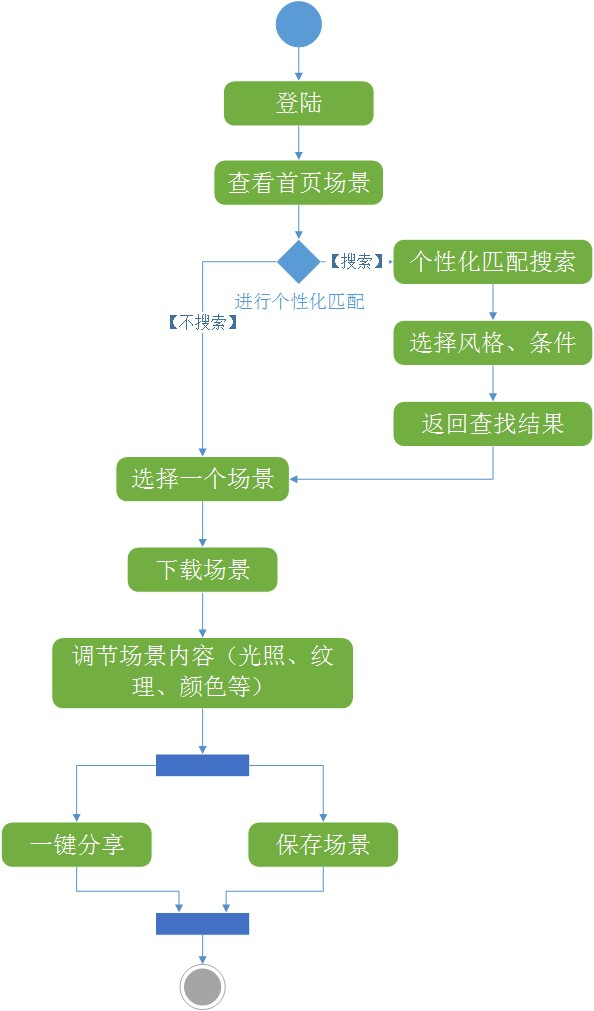 登陆
查看首页场景
【搜索】
个性化匹配搜索
进行个性化匹配
【不搜索】
选择风格、条件
返回查找结果
选择一个场景
下载场景
调节场景内容（光照、纹
理、颜色等）
一键分享
保存场景